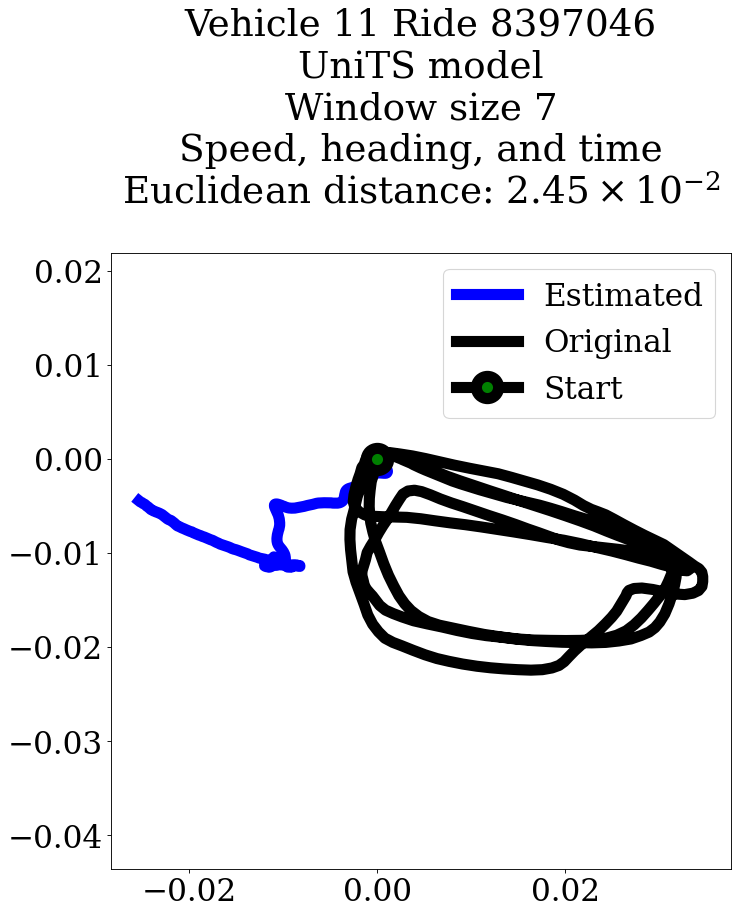 Vehicle 11 Ride 8397046
UniTS model
Window size 7
Speed, heading, and time
Euclidean distance: 2.45 × 10⁻²
Estimated
Original
Start
0.02
0.01
0.00
−0.01
−0.02
−0.03
−0.04
−0.02 0.00 0.02